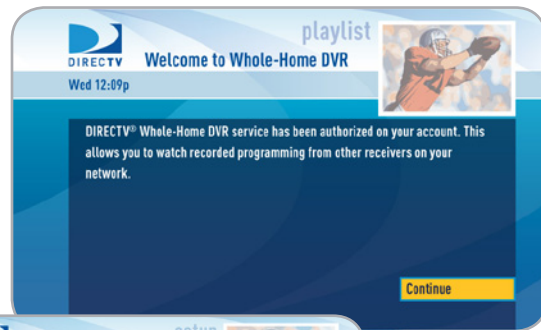 playlist
DIRECTV
Welcome to Whole-Home DVR
Wed 12:09p
DIRECTV® Whole-Home DVR service has been authorized on your account. This
allows you to watch recorded programming from other receivers on your
network.
Continue
setup